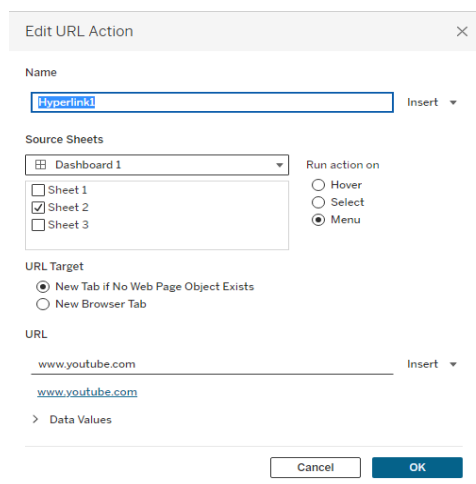 Edit URL Action
Name
Hyperlink1 Insert
Source Sheets
Dashboard 1 Run action on
Sheet 1 Hover
Sheet 2 Select
Sheet 3 Menu
URL Target
New Tab if No Web Page Object Exists
New Browser Tab
URL
www.youtube.com Insert
www.youtube.com
Data Values
Cancel OK